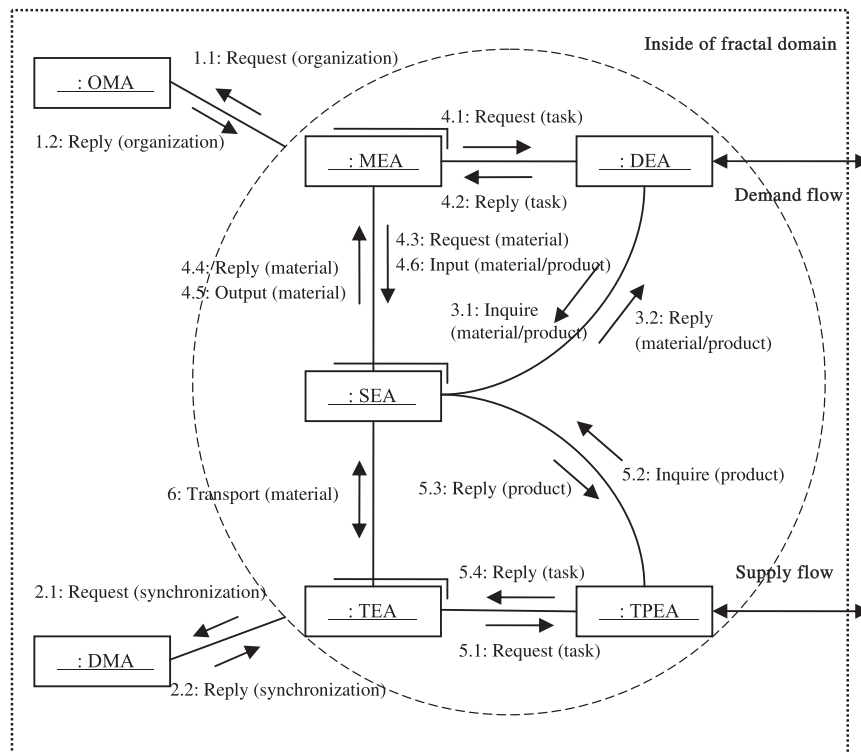 Inside of fractal domain
1.1: Request (organization)
: OMA
1.2: Reply (organization)
4.1: Request (task)
: MEA
: DEA
4.2: Reply (task)
Demand flow
4.3: Request (material)
4.6: Input (material/product)
4.4: Reply (material)
4.5: Output (material)
3.1: Inquire
(material/product)
3.2: Reply
(material/product)
: SEA
5.2: Inquire (product)
5.3: Reply (product)
6: Transport (material)
5.4: Reply (task)
Supply flow
2.1: Request (synchronization)
: TEA
: TPEA
5.1: Request (task)
: DMA
2.2: Reply (synchronization)